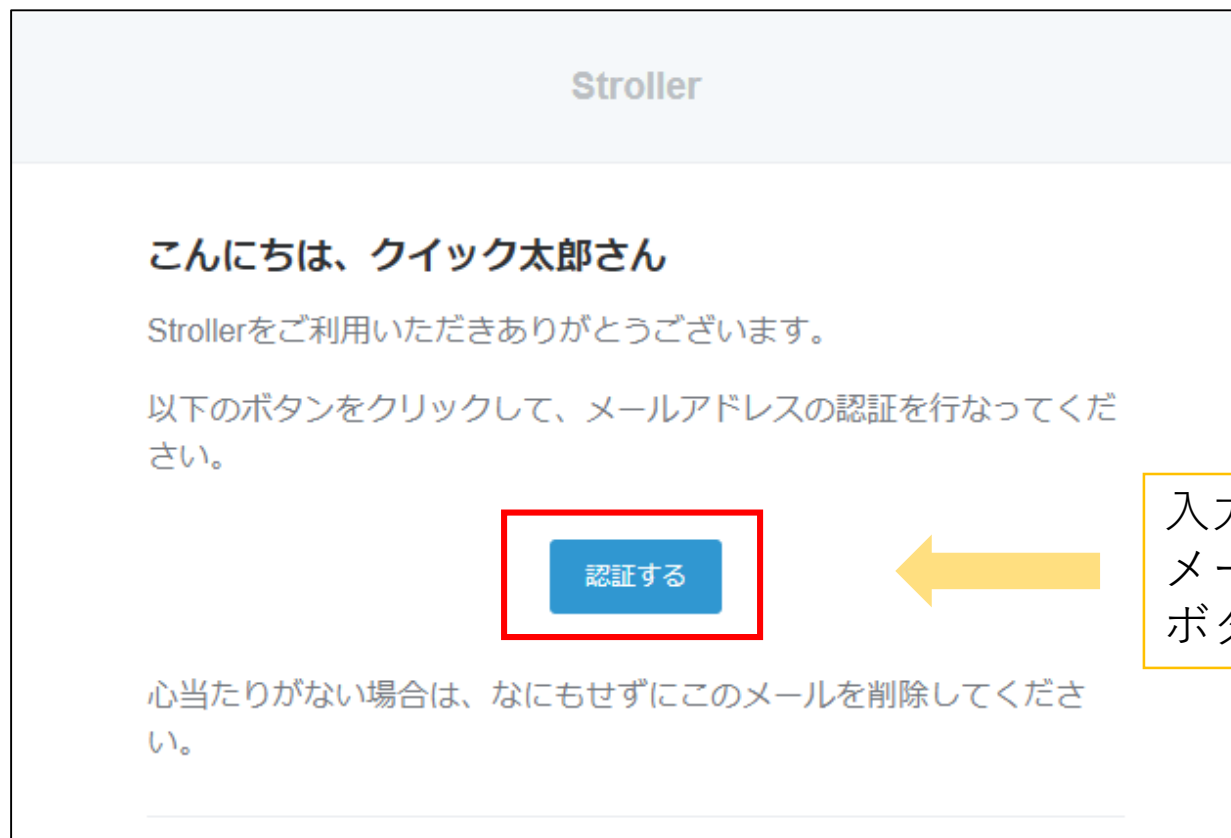 Stroller
こんにちは、クイック太郎さん
Strollerをご利用いただきありがとうございます。
以下のボタンをクリックして、メールアドレスの認証を行なってくだ
さい。
認証する
入
メー
ボ
心当たりがない場合は、なにもせずにこのメールを削除してくださ
い。